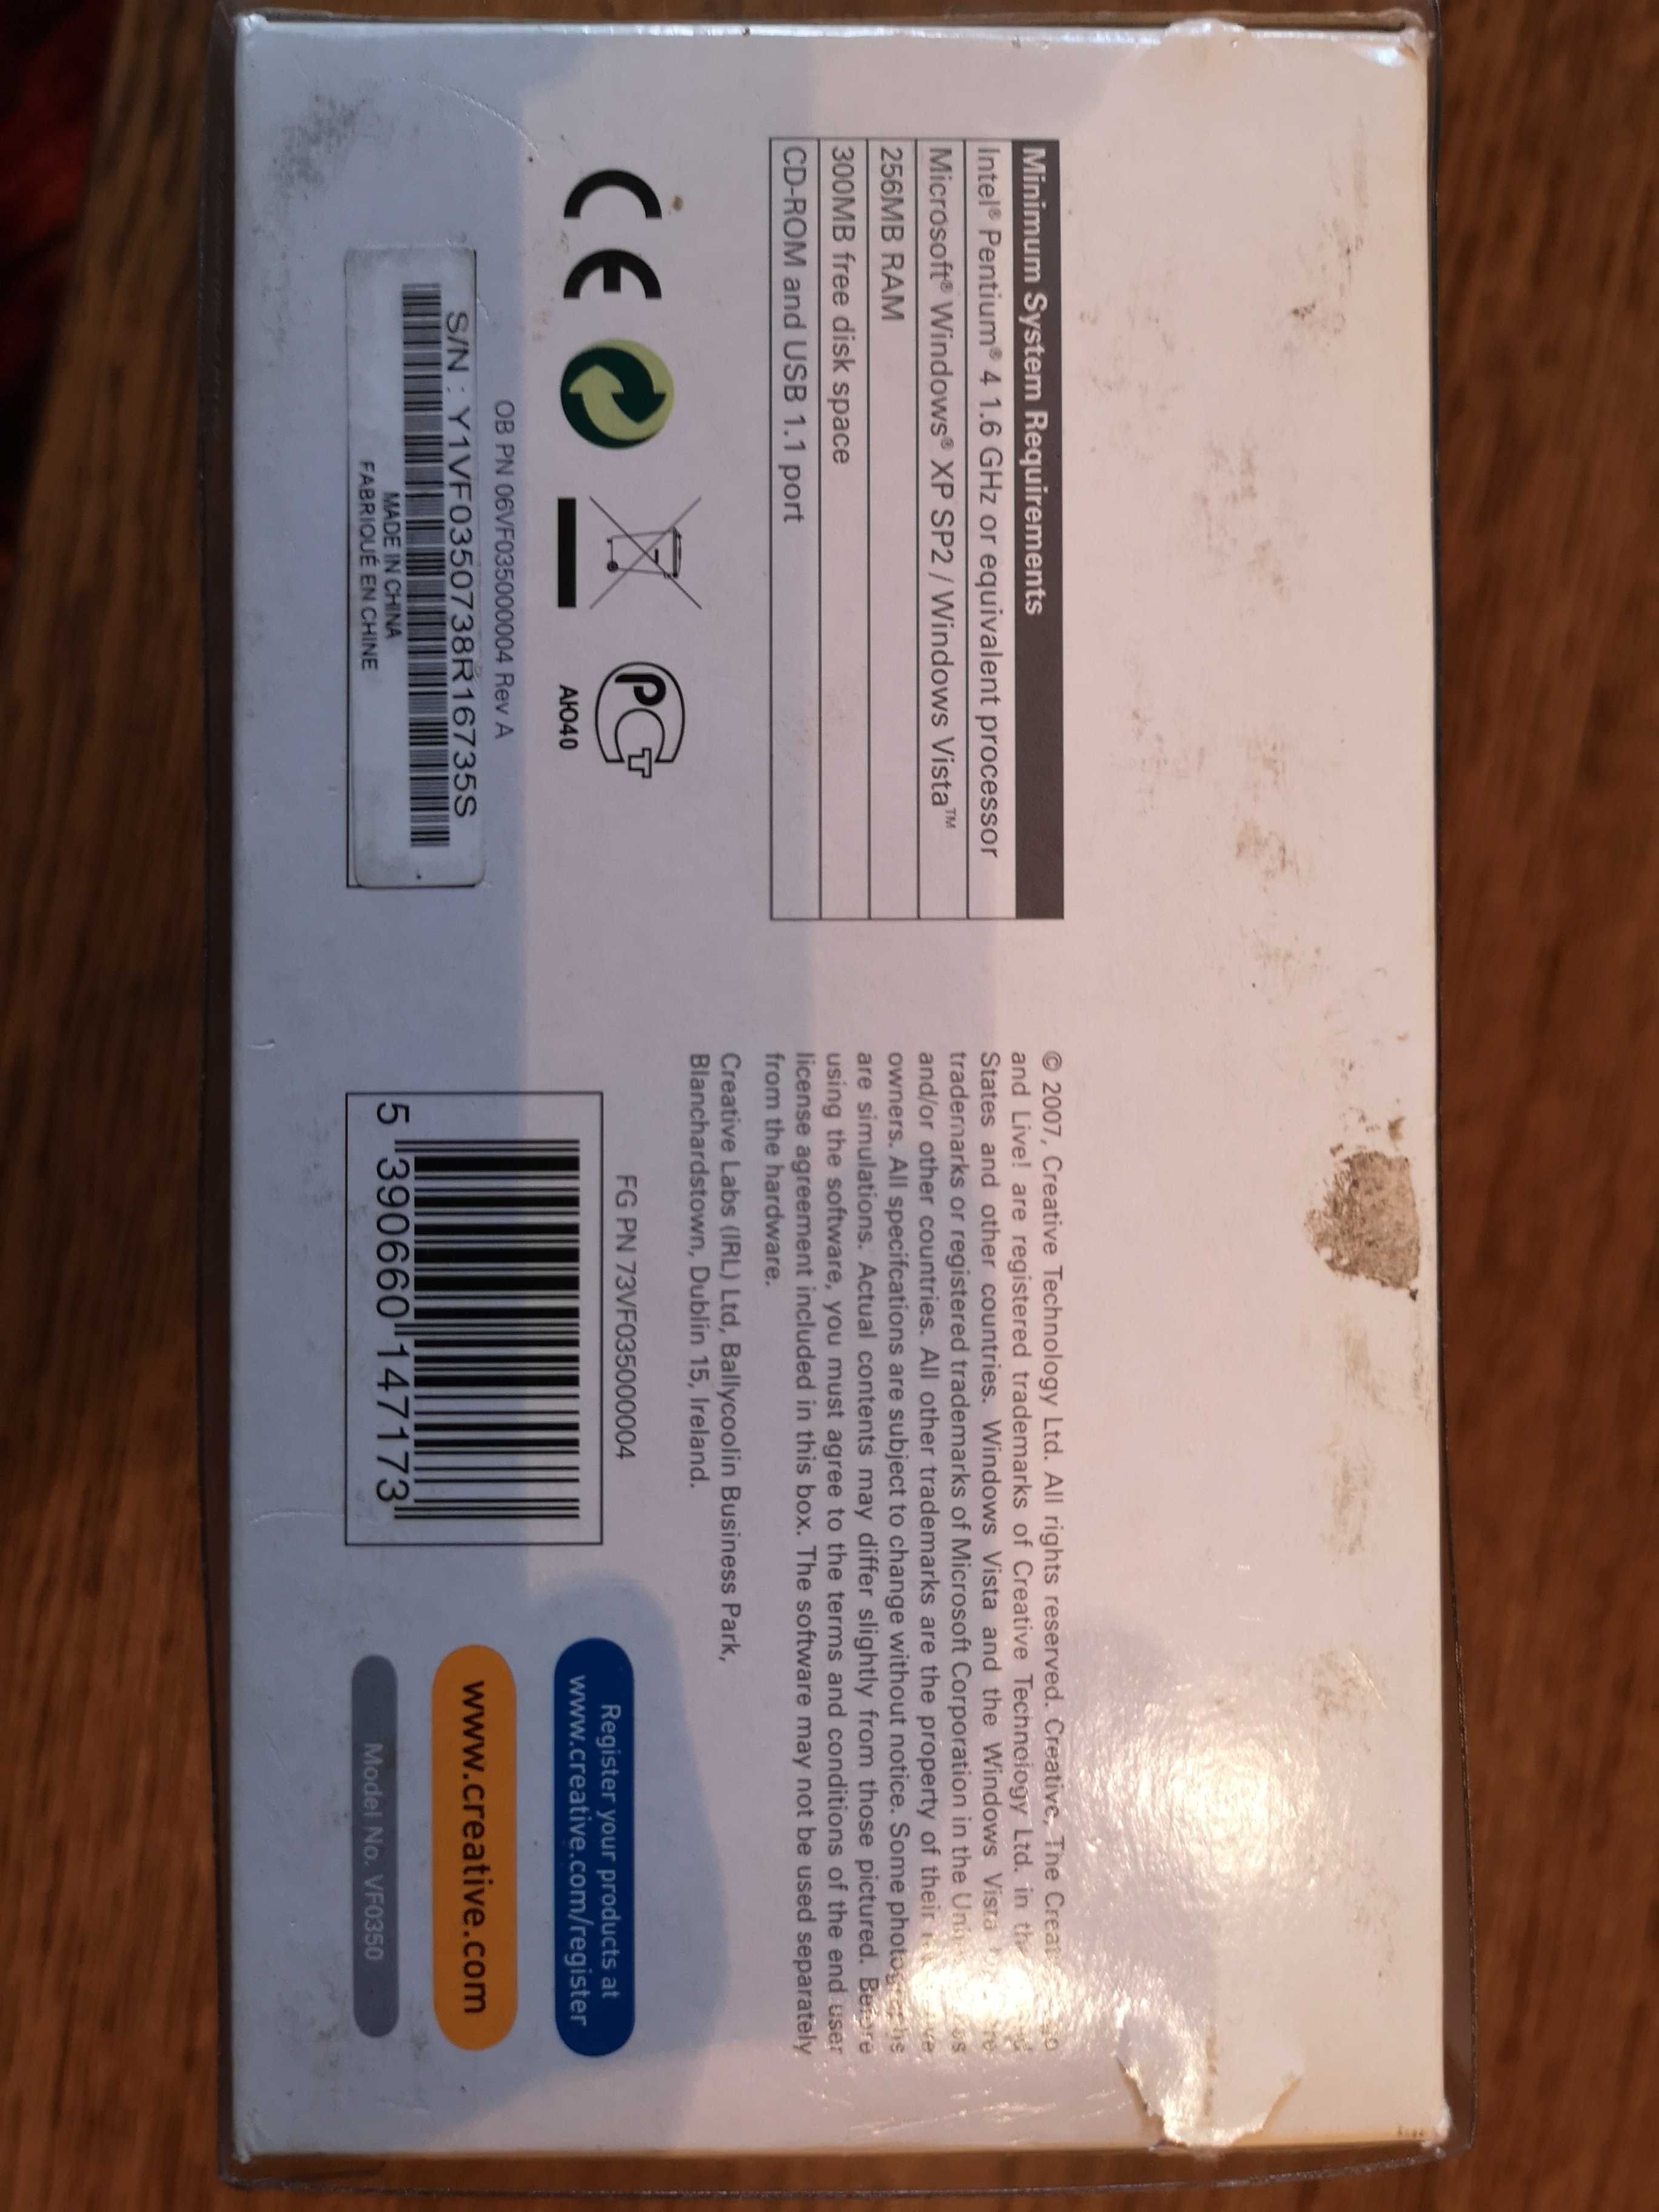 Minimum System Requirements
Intel® Pentium® 4 1.6 GHz or equivalent processor
Microsoft® Windows® XP SP2 / Windows Vista™
256MB RAM
300MB free disk space
CD-ROM and USB 1.1 port
CE
PCT
АЮ40
OB PN 06VF035000004 Rev A
S/N : Y1VF0350738R16735S
MADE IN CHINA
FABRIQUÉ EN CHINE
© 2007, Creative Technology Ltd. All rights reserved. Creative, The
and Live! are registered trademarks of Creative Technology Ltd. in
States and other countries. Windows Vista and the Windows Vista
trademarks or registered trademarks of Microsoft Corporation in the
and/or other countries. All other trademarks are the property of their
owners. All specifcations are subject to change without notice. Some
are simulations. Actual contents may differ slightly from those pictured. Before
using the software, you must agree to the terms and conditions of the end user
license agreement included in this box. The software may not be used separately
from the hardware.
Creative Labs (IRL) Ltd, Ballycoolin Business Park,
Blanchardstown, Dublin 15, Ireland.
FG PN 73VF035000004
5 390660 147173
Register your products at
www.creative.com/register
www.creative.com
Model No. VF0350